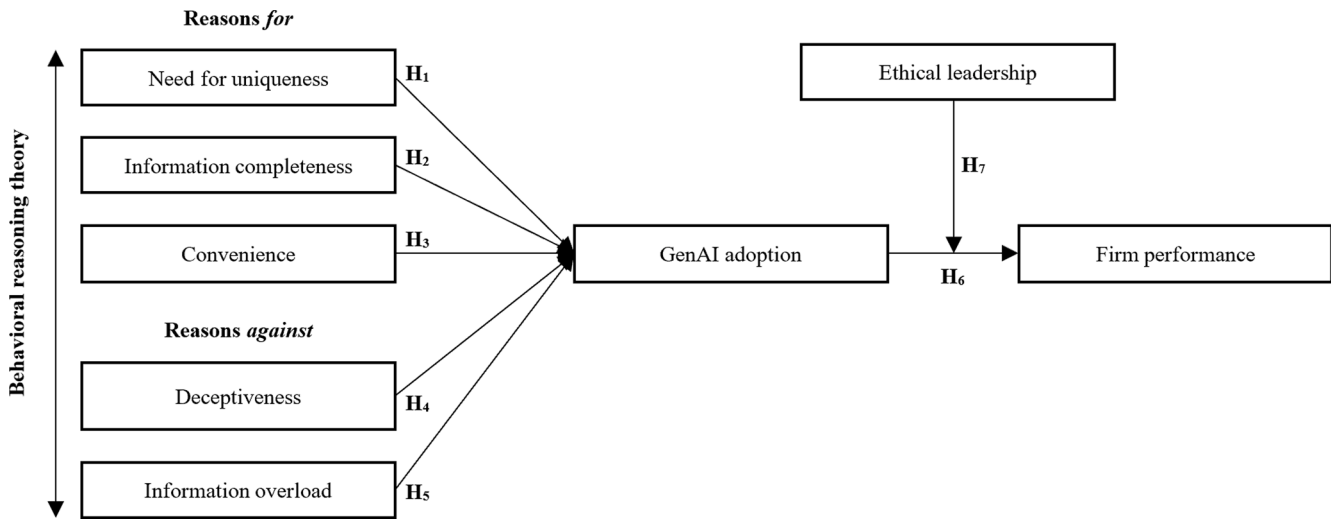 Behavioral reasoning theory
Reasons for
Need for uniqueness
H₁
Information completeness
H₂
Convenience
H₃
Reasons against
Deceptiveness
H₄
Information overload
H₅
GenAI adoption
H₆
Firm performance
Ethical leadership
H₇